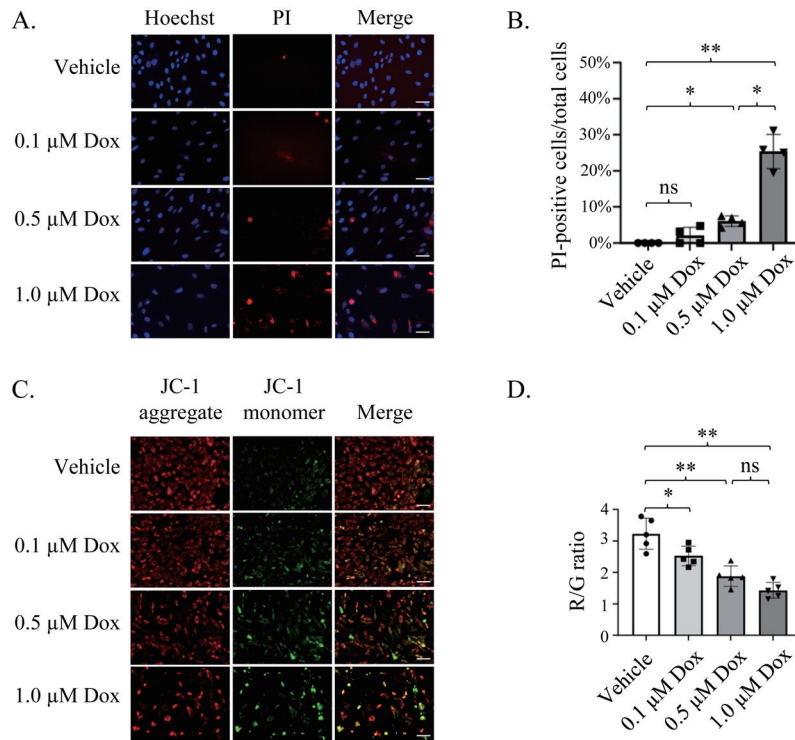 A.
Hoechst PI Merge
Vehicle
0.1 µM Dox
0.5 µM Dox
1.0 µM Dox
B.
PI-positive cells/total cells
50%
40%
30%
20%
10%
0%
**
* *
ns
Vehicle
0.1 µM Dox
0.5 µM Dox
1.0 µM Dox
C.
JC-1 JC-1
aggregate monomer Merge
Vehicle
0.1 µM Dox
0.5 µM Dox
1.0 µM Dox
D.
R/G ratio
4
3
2
1
0
**
** ns
*
Vehicle
0.1 µM Dox
0.5 µM Dox
1.0 µM Dox